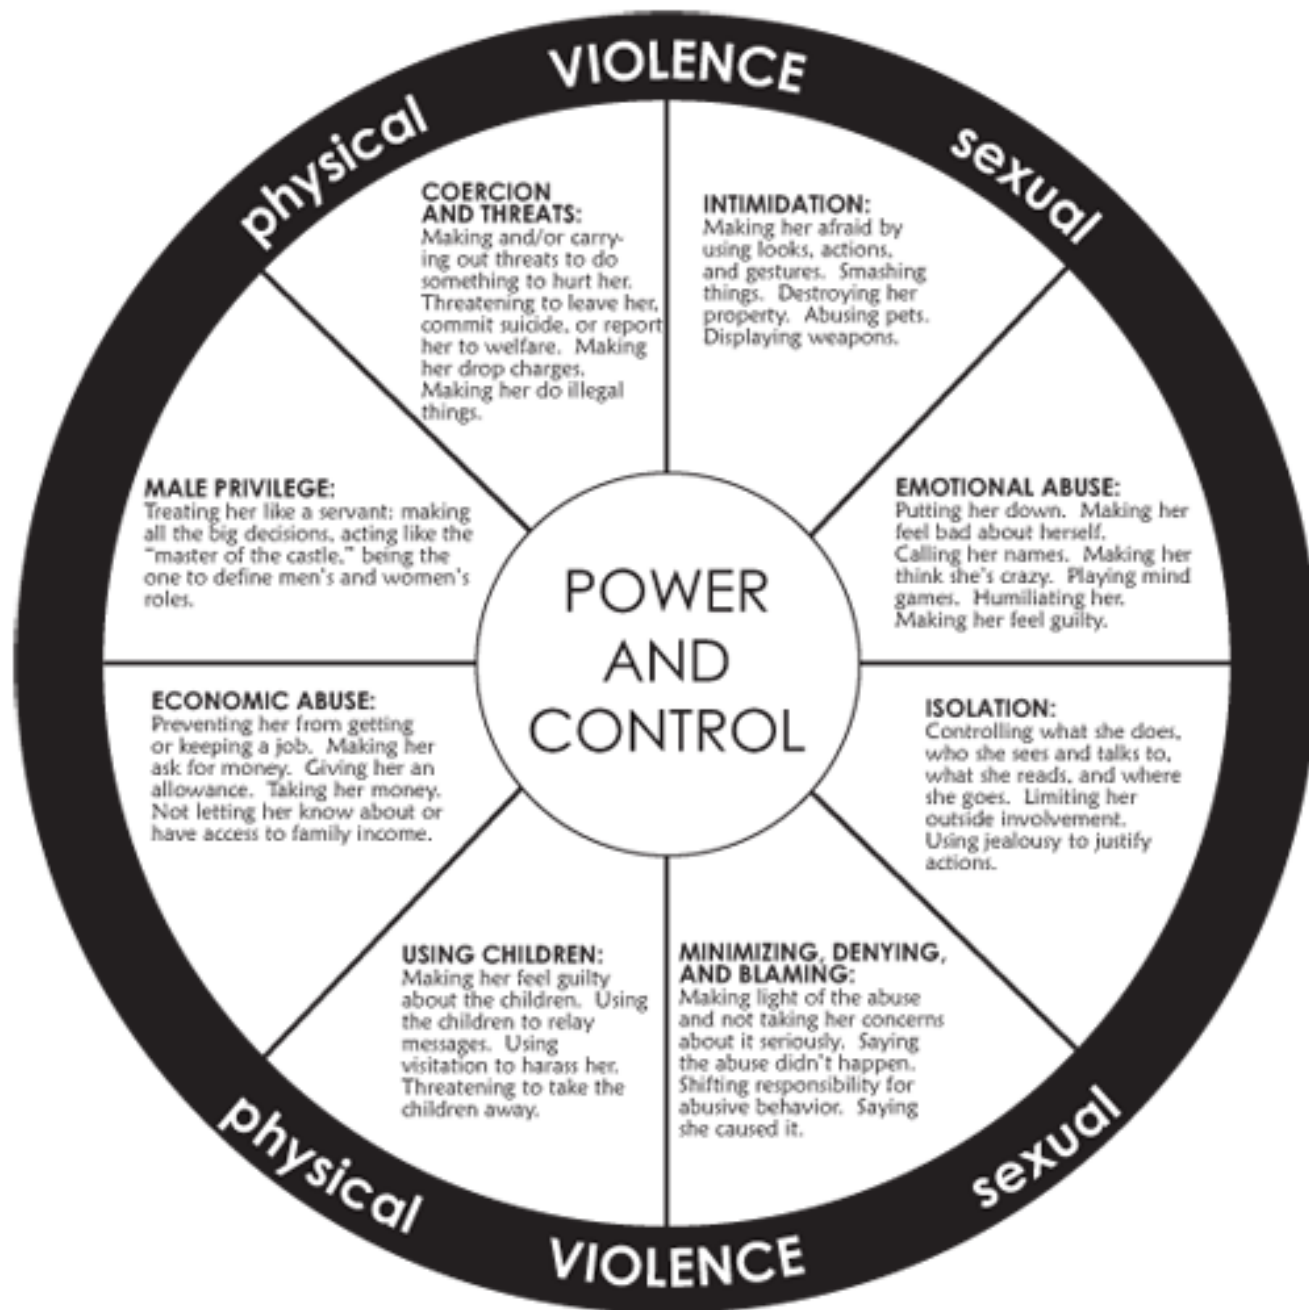 VIOLENCE
physical
sexual
COERCION
AND THREATS:
Making and/or carry-
ing out threats to do
something to hurt her.
Threatening to leave her,
commit suicide, or report
her to welfare. Making
her drop charges.
Making her do illegal
things.
INTIMIDATION:
Making her afraid by
using looks, actions,
and gestures. Smashing
things. Destroying her
property. Abusing pets.
Displaying weapons.
MALE PRIVILEGE:
Treating her like a servant: making
all the big decisions, acting like the
"master of the castle," being the
one to define men's and women's
roles.
EMOTIONAL ABUSE:
Putting her down. Making her
feel bad about herself.
Calling her names. Making her
think she's crazy. Playing mind
games. Humiliating her.
Making her feel guilty.
POWER
AND
CONTROL
ECONOMIC ABUSE:
Preventing her from getting
or keeping a job. Making her
ask for money. Giving her an
allowance. Taking her money.
Not letting her know about or
have access to family income.
ISOLATION:
Controlling what she does,
who she sees and talks to,
what she reads, and where
she goes. Limiting her
outside involvement.
Using jealousy to justify
actions.
USING CHILDREN:
Making her feel guilty
about the children. Using
the children to relay
messages. Using
visitation to harass her.
Threatening to take the
children away.
MINIMIZING, DENYING,
AND BLAMING:
Making light of the abuse
and not taking her concerns
about it seriously. Saying
the abuse didn't happen.
Shifting responsibility for
abusive behavior. Saying
she caused it.
physical
sexual
VIOLENCE